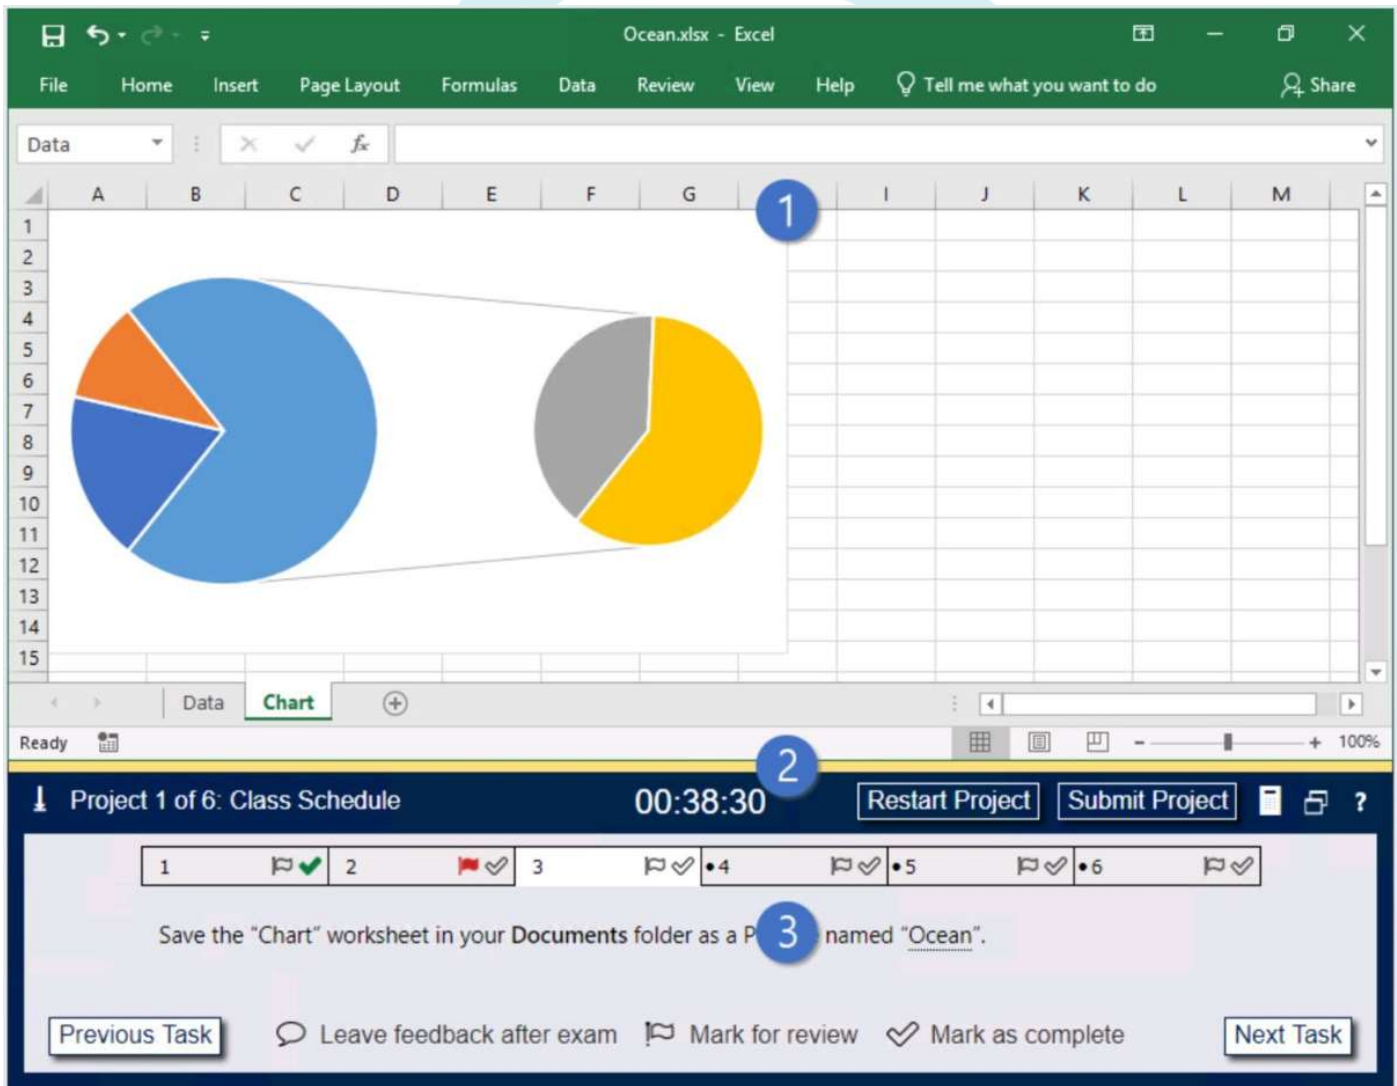 Ocean.xlsx - Excel
File Home Insert Page Layout Formulas Data Review View Help Tell me what you want to do Share
Data fx
A B C D E F G I J K L M
1
1
2
3
4
5
6
7
8
9
10
11
12
13
14
15
Data Chart
Ready 100%
2
Project 1 of 6: Class Schedule 00:38:30 Restart Project Submit Project ?
1 2 3 •4 •5 •6
Save the "Chart" worksheet in your Documents folder as a P 3 named "Ocean".
Previous Task Leave feedback after exam Mark for review Mark as complete Next Task